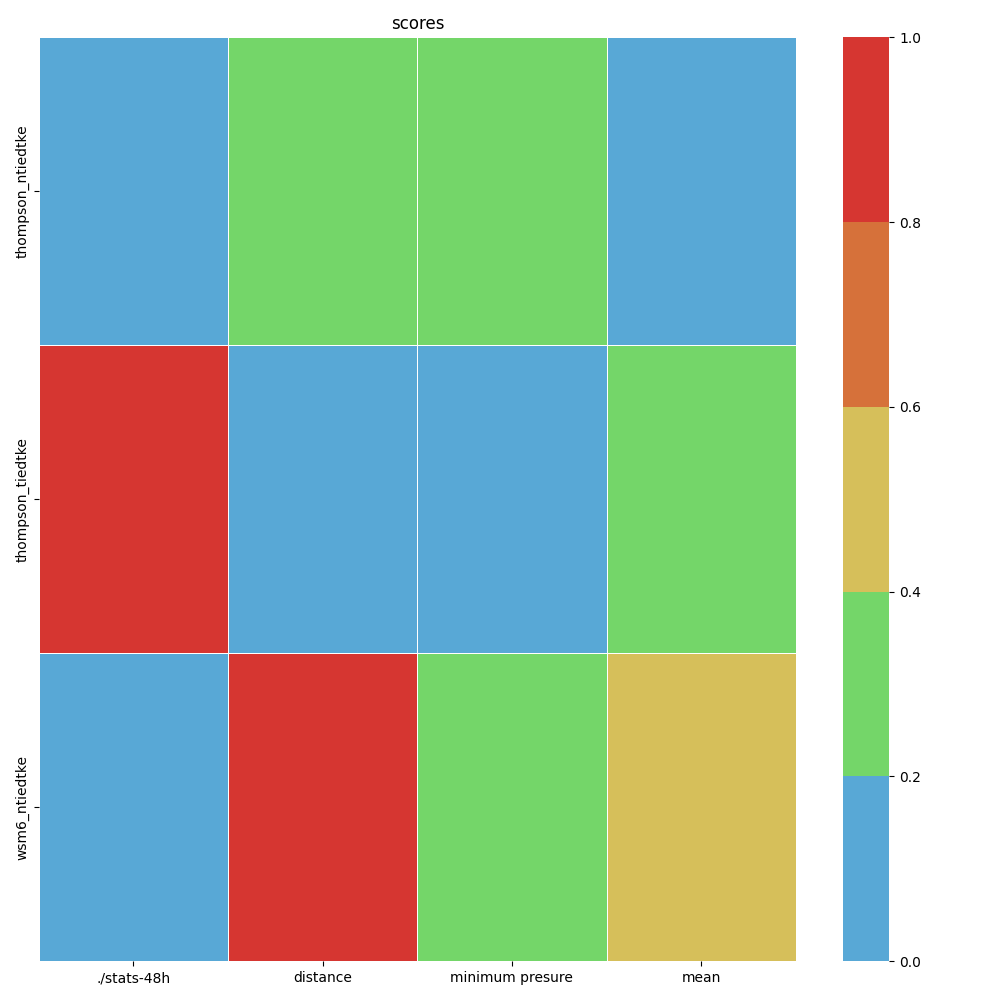 scores
thompson_ntiedtke
thompson_tiedtke
wsm6_ntiedtke
./stats-48h
distance
minimum presure
mean
1.0
0.8
0.6
0.4
0.2
0.0